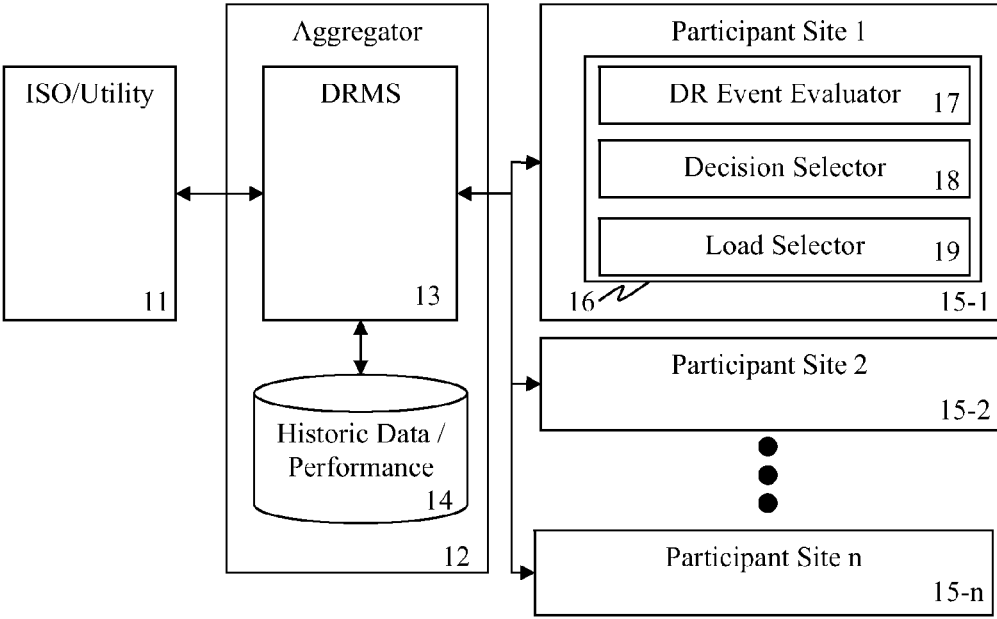 ISO/Utility
11
Aggregator
DRMS
13
Historic Data /
Performance
14
12
Participant Site 1
DR Event Evaluator
17
Decision Selector
18
Load Selector
19
16
15-1
Participant Site 2
15-2
Participant Site n
15-n